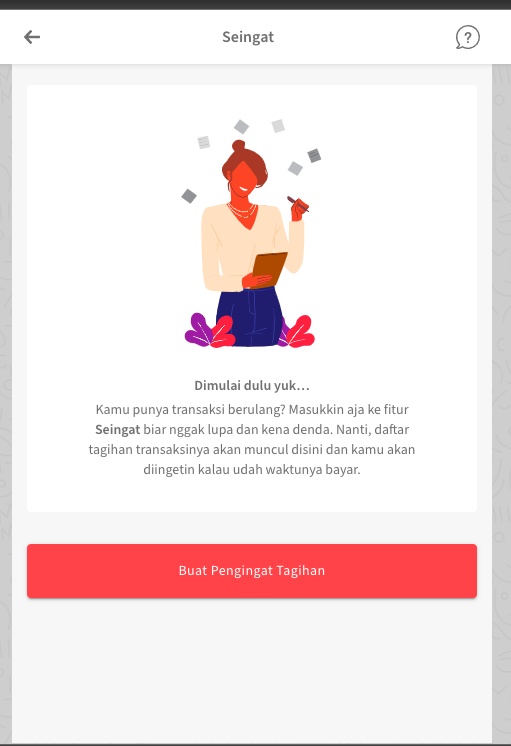 Seingat
?
Dimulai dulu yuk...
Kamu punya transaksi berulang? Masukkin aja ke fitur
Seingat biar nggak lupa dan kena denda. Nanti, daftar
tagihan transaksinya akan muncul disini dan kamu akan
diingetin kalau udah waktunya bayar.
Buat Pengingat Tagihan